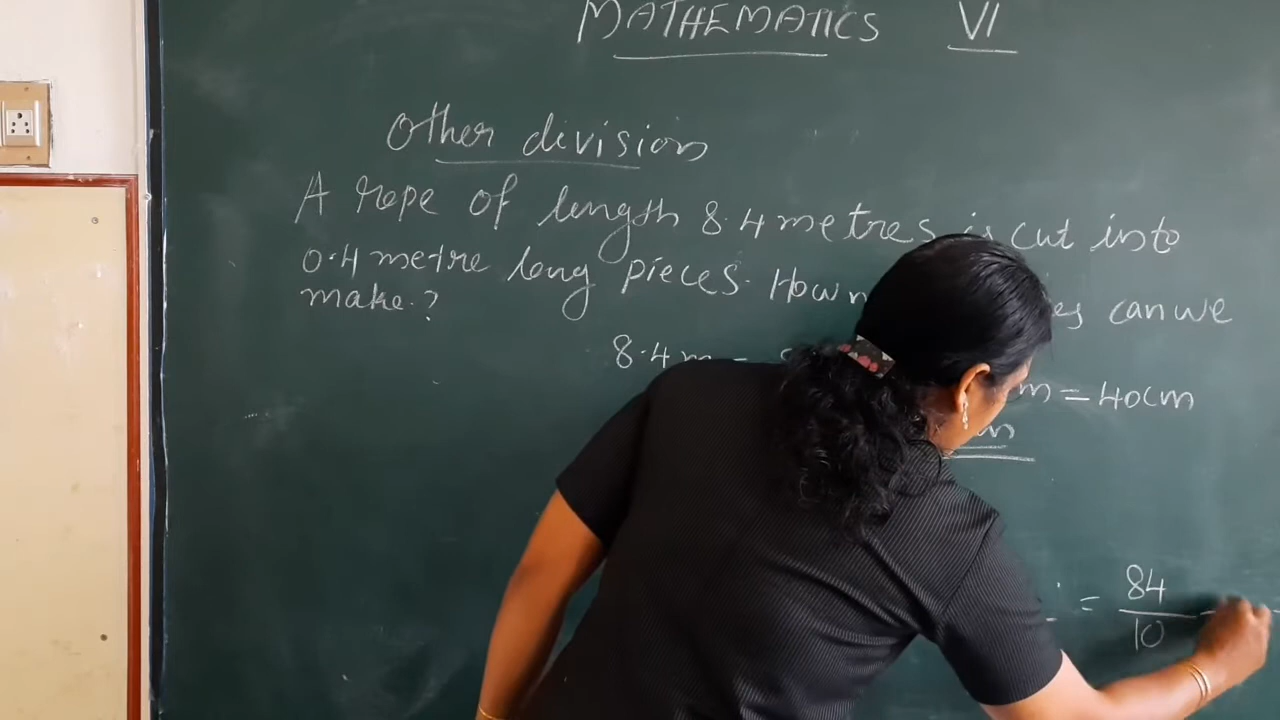 MATHEMATICS VI
Other division
A rope of length 8.4 metres is cut into
0.4 metre long pieces. How can we
make.?
8.4 m =
m = 40cm
= 84
10